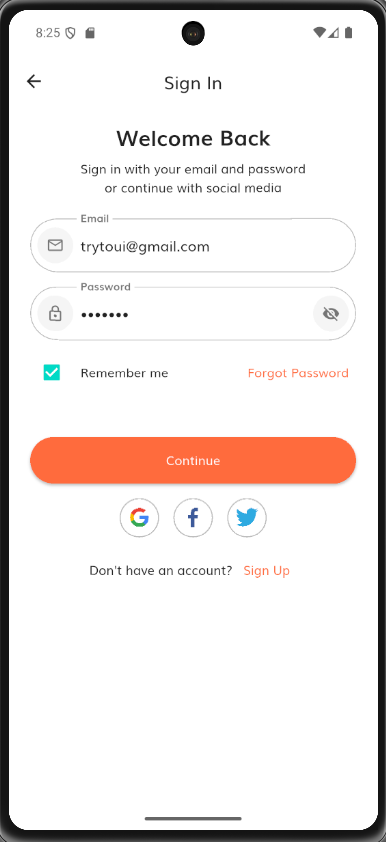 8:25
Sign In
Welcome Back
Sign in with your email and password
or continue with social media
Email
trytoui@gmail.com
Password
•••••••
Remember me
Forgot Password
Continue
Don't have an account? Sign Up